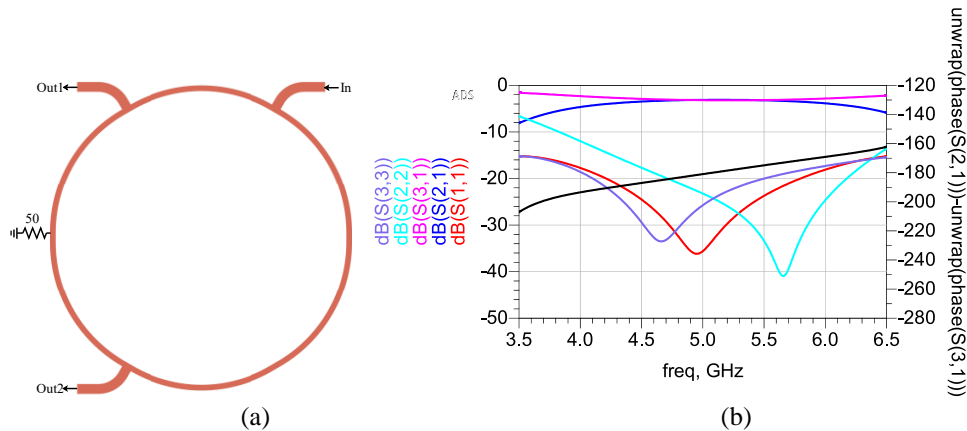 Out1
In
50
Out2
(a)
ADS
dB(S(3,3))
dB(S(2,2))
dB(S(3,1))
dB(S(2,1))
dB(S(1,1))
0
-10
-20
-30
-40
-50
3.5
4.0
4.5
5.0
5.5
6.0
6.5
freq, GHz
-120
-140
-160
-180
-200
-220
-240
-260
-280
unwrap(phase(S(2,1)))-unwrap(phase(S(3,1)))
(b)